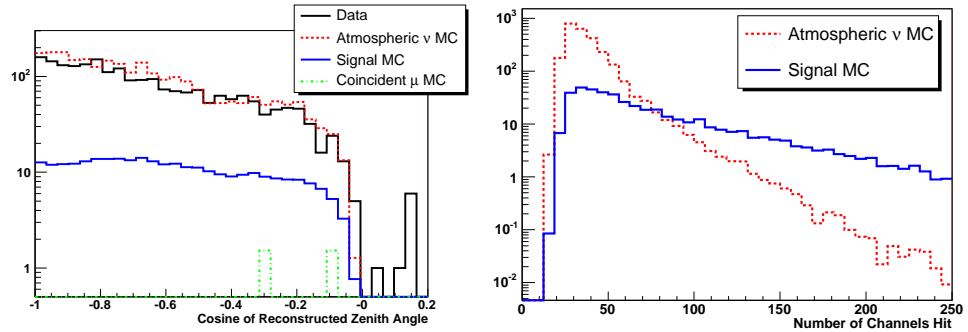 Data
Atmospheric ν MC
Signal MC
Coincident μ MC
10²
10
1
-1
-0.8
-0.6
-0.4
-0.2
-0
0.2
Cosine of Reconstructed Zenith Angle
Atmospheric ν MC
Signal MC
10³
10²
10
1
10⁻¹
10⁻²
0
50
100
150
200
250
Number of Channels Hit